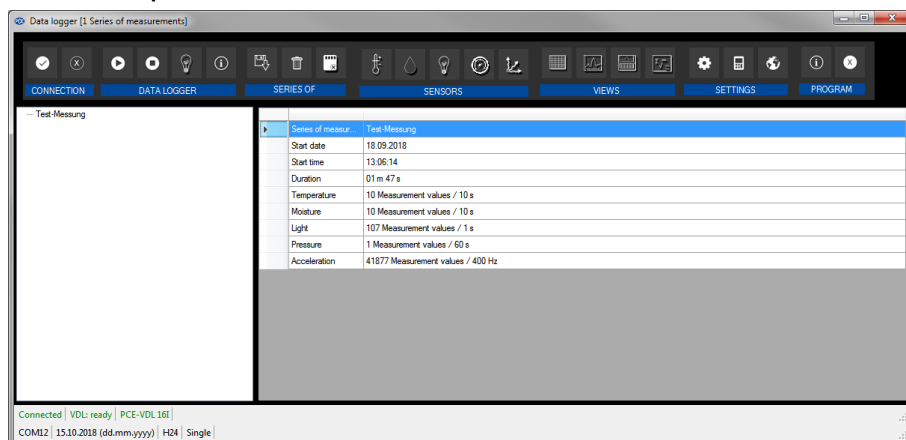 Data logger [1 Series of measurements]
CONNECTION DATA LOGGER SERIES OF SENSORS VIEWS SETTINGS PROGRAM
Test-Messung
Series of measur... Test-Messung
Start date 18.09.2018
Start time 13:06:14
Duration 01 m 47 s
Temperature 10 Measurement values / 10 s
Moisture 10 Measurement values / 10 s
Light 107 Measurement values / 1 s
Pressure 1 Measurement values / 60 s
Acceleration 41877 Measurement values / 400 Hz
Connected VDL: ready PCE-VDL 16I
COM12 15.10.2018 (dd.mm.yyyy) H24 Single